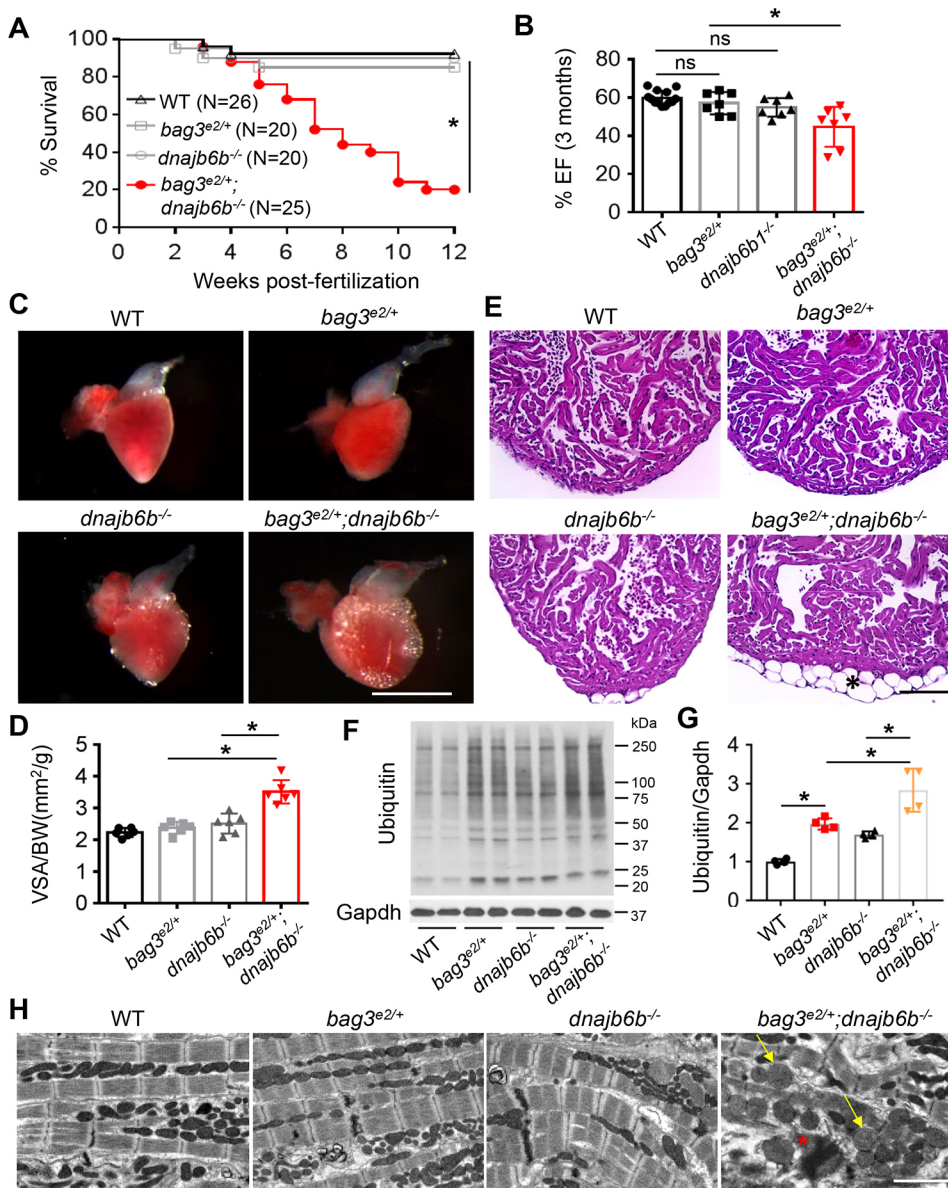 A
% Survival
100
80
60
40
20
0
WT (N=26)
bag3e2/+ (N=20)
dnajb6b-/- (N=20)
bag3e2/+;
dnajb6b-/- (N=25)
*
0 2 4 6 8 10 12
Weeks post-fertilization
B
% EF (3 months)
80
60
40
20
0
*
ns
ns
WT
bag3e2/+
dnajb6b1-/-
bag3e2/+;
dnajb6b-/-
C
WT
bag3e2/+
dnajb6b-/-
bag3e2/+;dnajb6b-/-
E
WT
bag3e2/+
dnajb6b-/-
bag3e2/+;dnajb6b-/-
*
D
VSA/BW(mm2/g)
5
4
3
2
1
0
*
*
WT
bag3e2/+
dnajb6b-/-
bag3e2/+;
dnajb6b-/-
F
Ubiquitin
kDa
250
100
75
50
37
25
20
Gapdh
37
WT
bag3e2/+
dnajb6b-/-
bag3e2/+;
dnajb6b-/-
G
Ubiquitin/Gapdh
4
3
2
1
0
*
*
*
WT
bag3e2/+
dnajb6b-/-
bag3e2/+;
dnajb6b-/-
H
WT
bag3e2/+
dnajb6b-/-
bag3e2/+;dnajb6b-/-
*